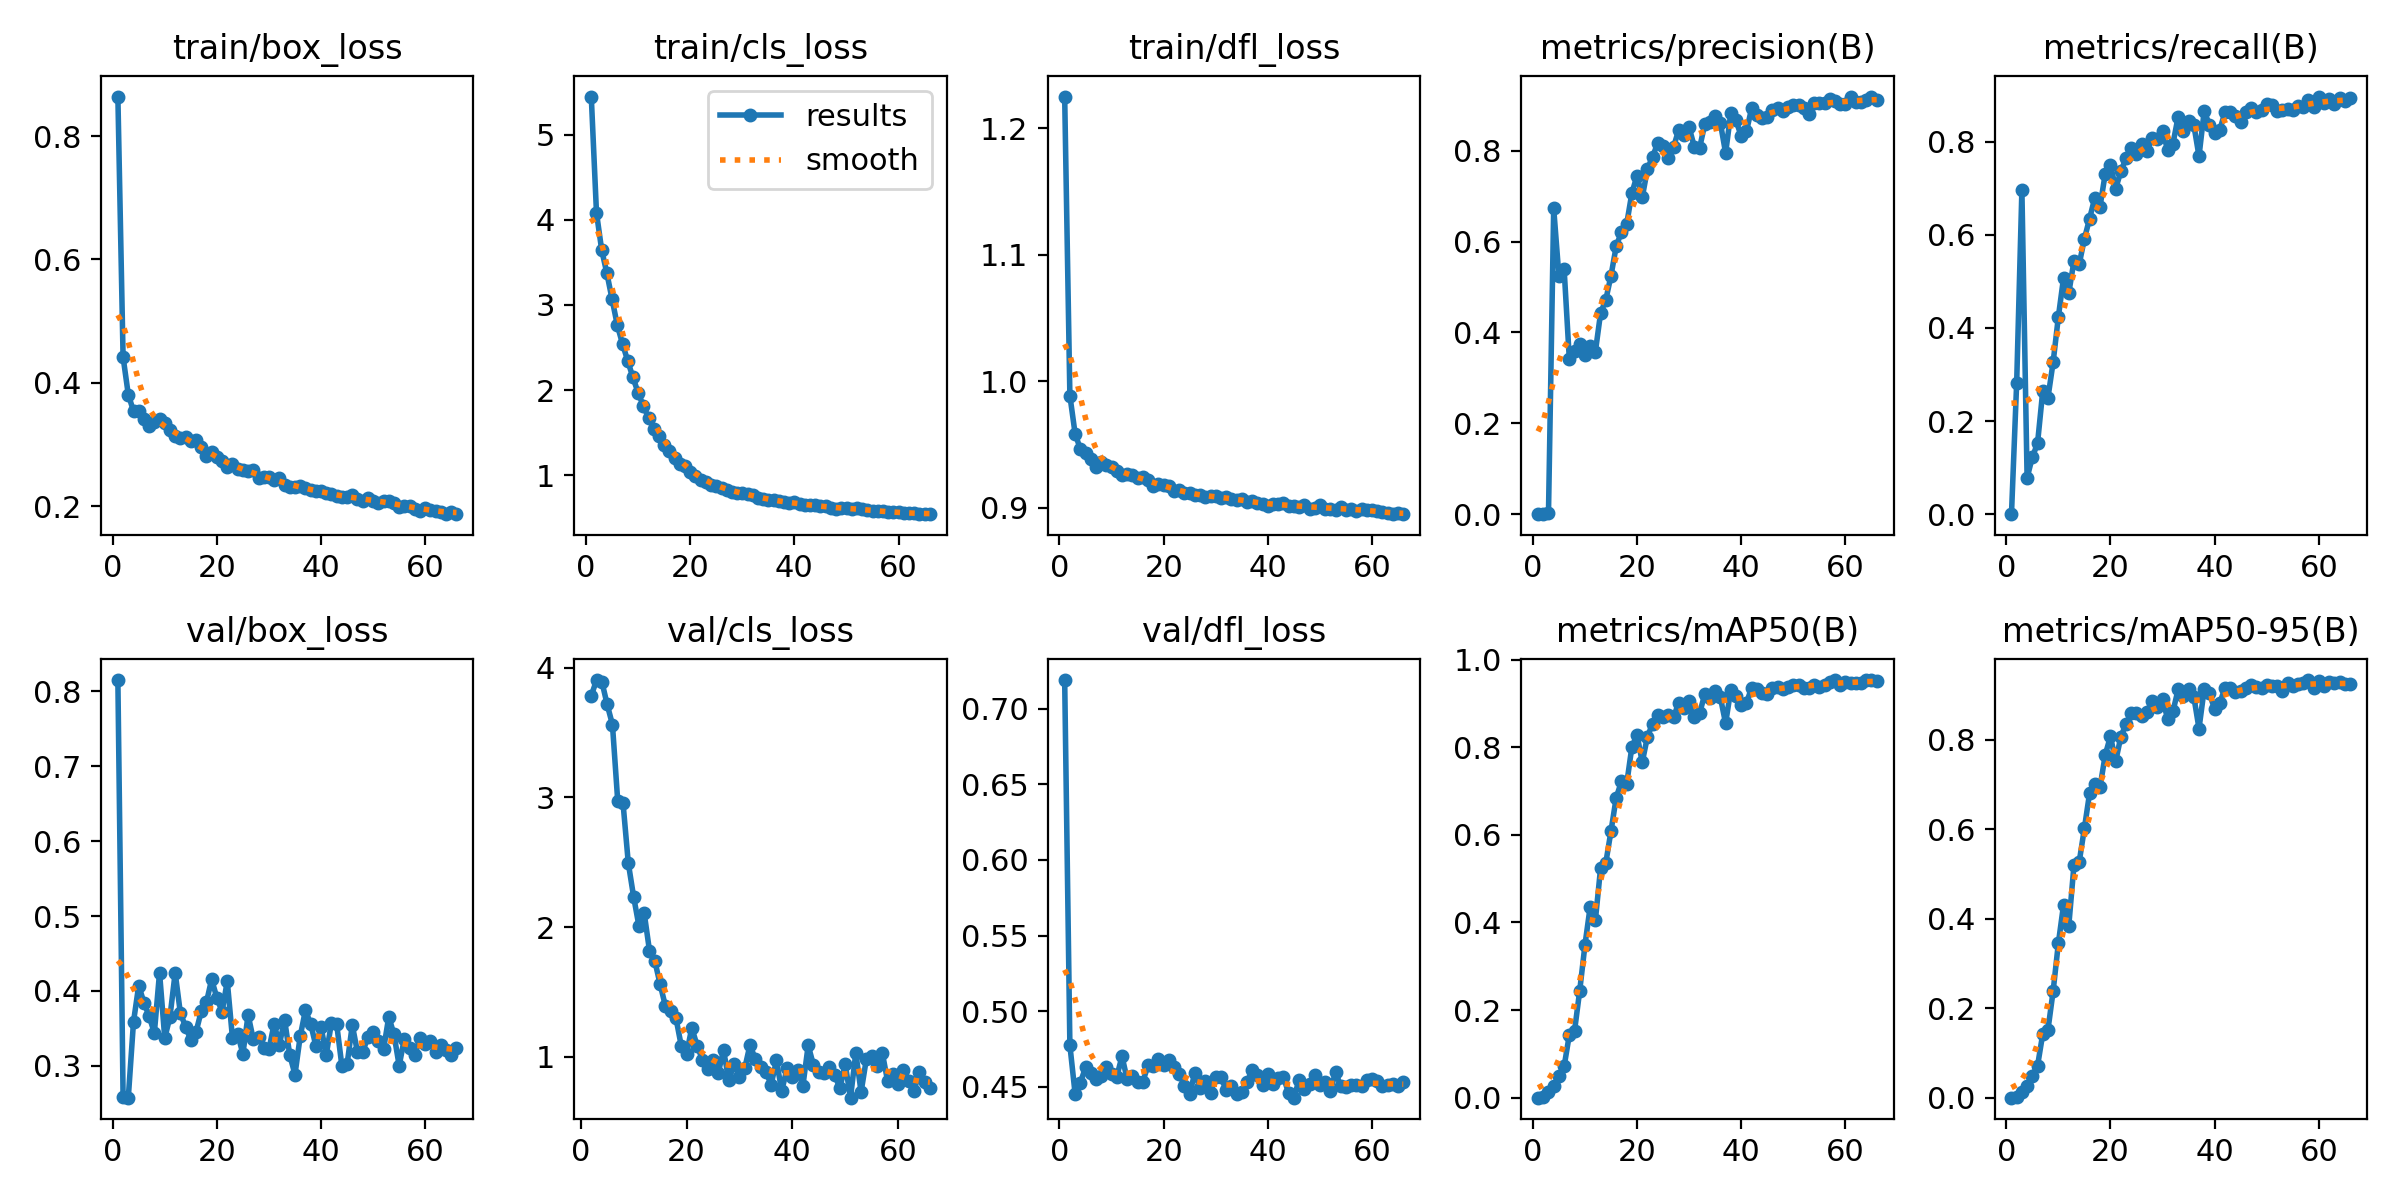 train/box_loss
0.8
0.6
0.4
0.2
0 20 40 60
train/cls_loss
results
smooth
5
4
3
2
1
0 20 40 60
train/dfl_loss
1.2
1.1
1.0
0.9
0 20 40 60
metrics/precision(B)
0.8
0.6
0.4
0.2
0.0
0 20 40 60
metrics/recall(B)
0.8
0.6
0.4
0.2
0.0
0 20 40 60
val/box_loss
0.8
0.7
0.6
0.5
0.4
0.3
0 20 40 60
val/cls_loss
4
3
2
1
0 20 40 60
val/dfl_loss
0.70
0.65
0.60
0.55
0.50
0.45
0 20 40 60
metrics/mAP50(B)
1.0
0.8
0.6
0.4
0.2
0.0
0 20 40 60
metrics/mAP50-95(B)
0.8
0.6
0.4
0.2
0.0
0 20 40 60